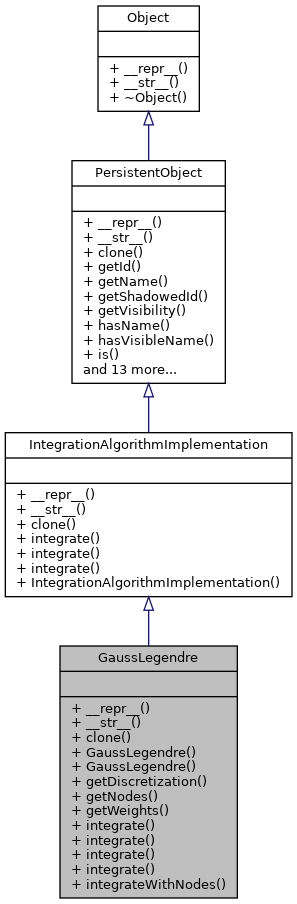 Object
+ __repr__()
+ __str__()
+ ~Object()
PersistentObject
+ __repr__()
+ __str__()
+ clone()
+ getId()
+ getName()
+ getShadowedId()
+ getVisibility()
+ hasName()
+ hasVisibleName()
+ is()
and 13 more...
IntegrationAlgorithmImplementation
+ __repr__()
+ __str__()
+ clone()
+ integrate()
+ integrate()
+ integrate()
+ IntegrationAlgorithmImplementation()
GaussLegendre
+ __repr__()
+ __str__()
+ clone()
+ GaussLegendre()
+ GaussLegendre()
+ getDiscretization()
+ getNodes()
+ getWeights()
+ integrate()
+ integrate()
+ integrate()
+ integrate()
+ integrateWithNodes()